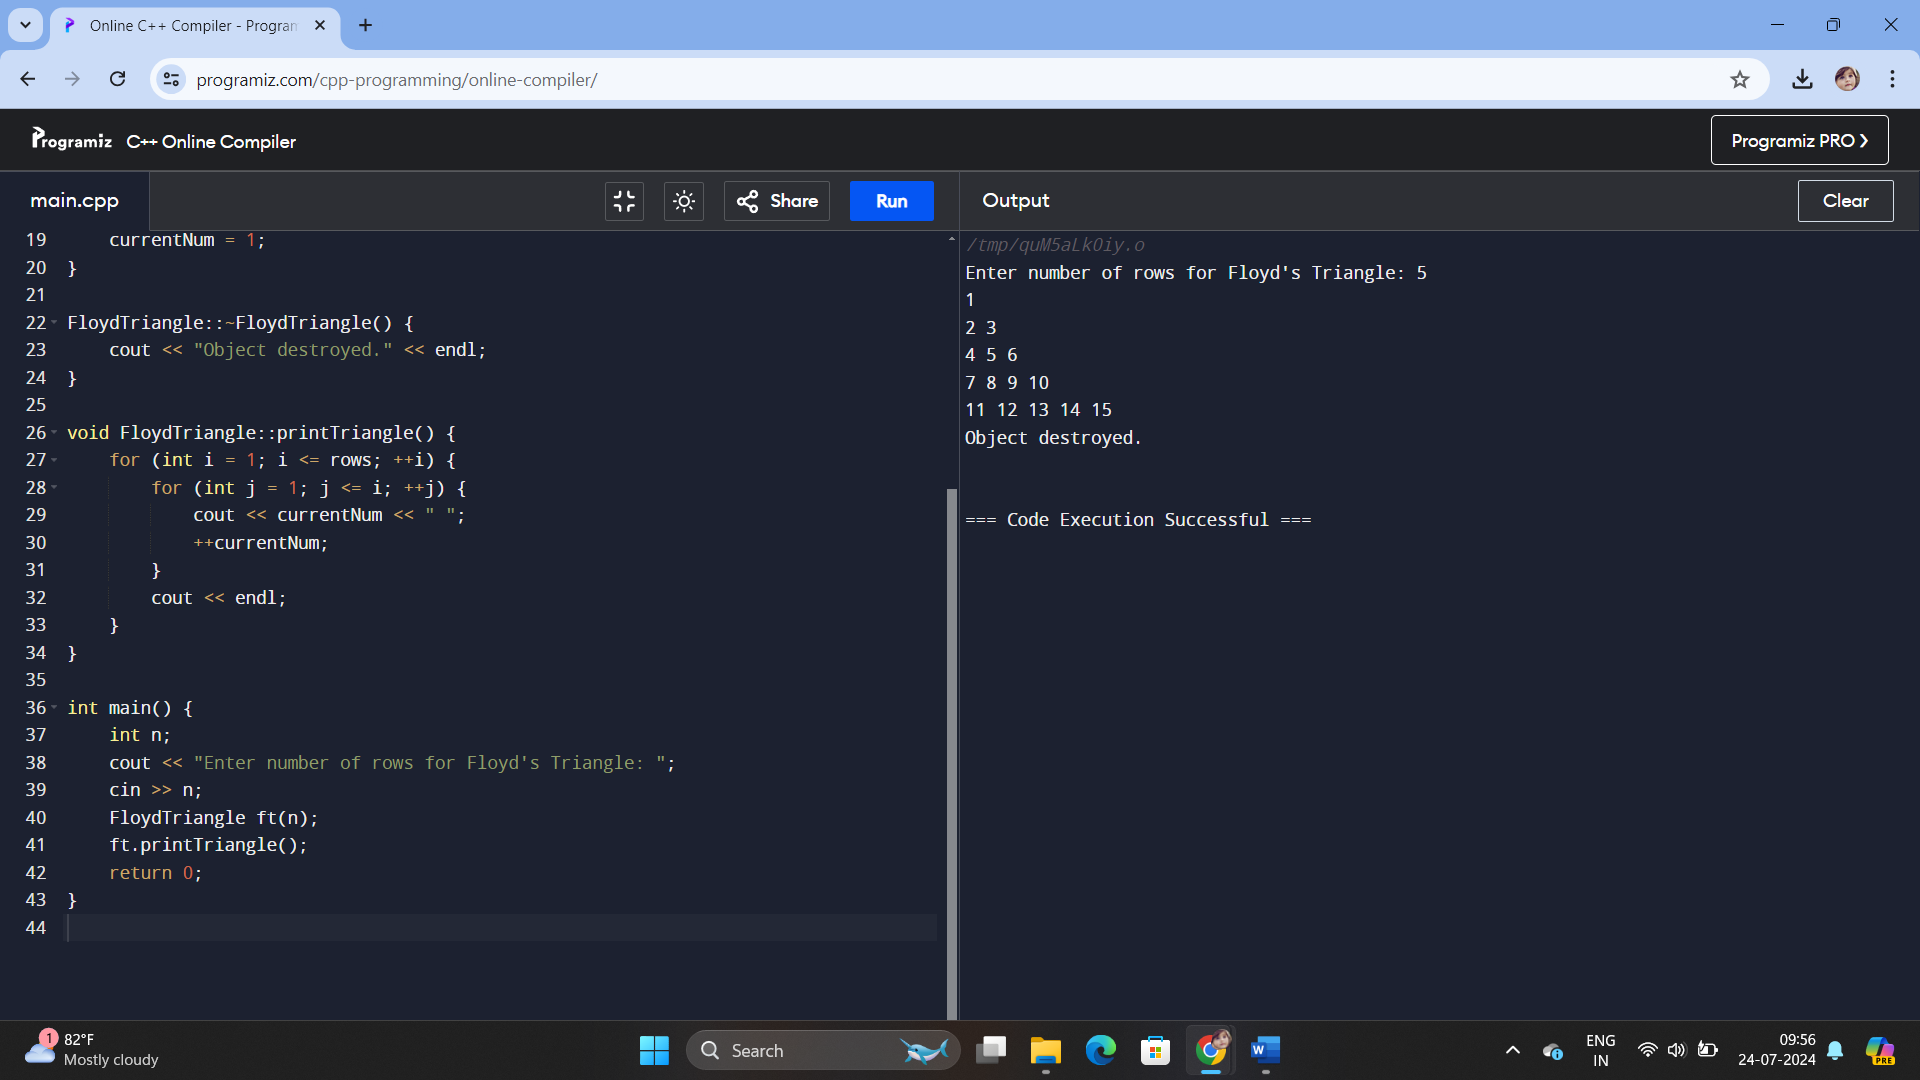 Online C++ Compiler - Program
programiz.com/cpp-programming/online-compiler/
Programiz C++ Online Compiler
Programiz PRO
main.cpp
Share
Run
Output
Clear
19 currentNum = 1;
20 }
21
22 FloydTriangle::~FloydTriangle() {
23 cout << "Object destroyed." << endl;
24 }
25
26 void FloydTriangle::printTriangle() {
27 for (int i = 1; i <= rows; ++i) {
28 for (int j = 1; j <= i; ++j) {
29 cout << currentNum << " ";
30 ++currentNum;
31 }
32 cout << endl;
33 }
34 }
35
36 int main() {
37 int n;
38 cout << "Enter number of rows for Floyd's Triangle: ";
39 cin >> n;
40 FloydTriangle ft(n);
41 ft.printTriangle();
42 return 0;
43 }
44
/tmp/quM5aLkOiy.o
Enter number of rows for Floyd's Triangle: 5
1
2 3
4 5 6
7 8 9 10
11 12 13 14 15
Object destroyed.
=== Code Execution Successful ===
1
82°F
Mostly cloudy
Search
W
ENG
IN
09:56
24-07-2024
PRE